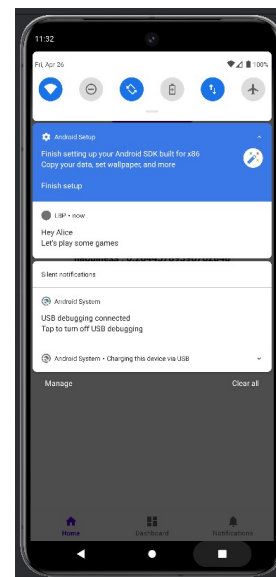 11:32
Fri, Apr 26
100%
Android Setup
Finish setting up your Android SDK built for x86
Copy your data, set wallpaper, and more
Finish setup
LBP • now
Hey Alice
Let's play some games
Silent notifications
Android System
USB debugging connected
Tap to turn off USB debugging
Android System • Charging this device via USB
Manage
Clear all
Home
Dashboard
Notifications